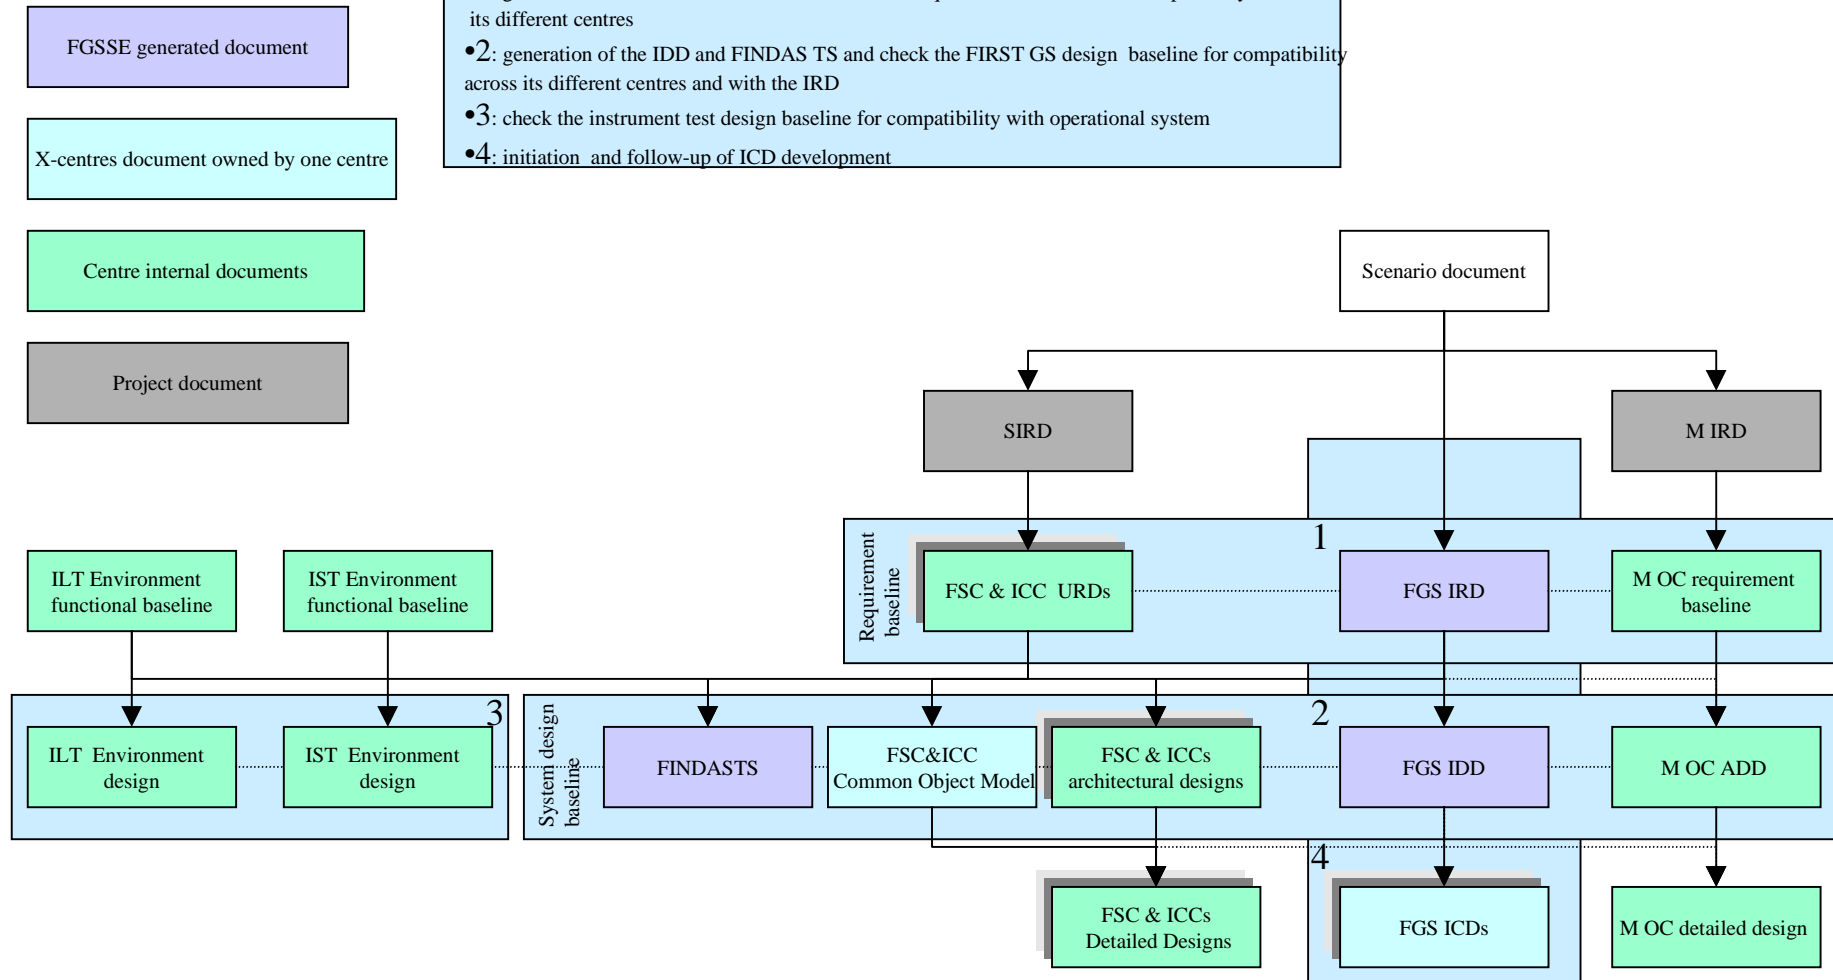 its different centres
•2: generation of the IDD and FINDAS TS and check the FIRST GS design baseline for compatibility
across its different centres and with the IRD
•3: check the instrument test design baseline for compatibility with operational system
•4: initiation and follow-up of ICD development
FGSSE generated document
X-centres document owned by one centre
Centre internal documents
Project document
Scenario document
SIRD
M IRD
Requirement
baseline
1
ILT Environment
functional baseline
IST Environment
functional baseline
FSC & ICC URDs
FGS IRD
M OC requirement
baseline
3
System design
baseline
2
ILT Environment
design
IST Environment
design
FINDASTS
FSC&ICC
Common Object Model
FSC & ICCs
architectural designs
FGS IDD
M OC ADD
4
FSC & ICCs
Detailed Designs
FGS ICDs
M OC detailed design